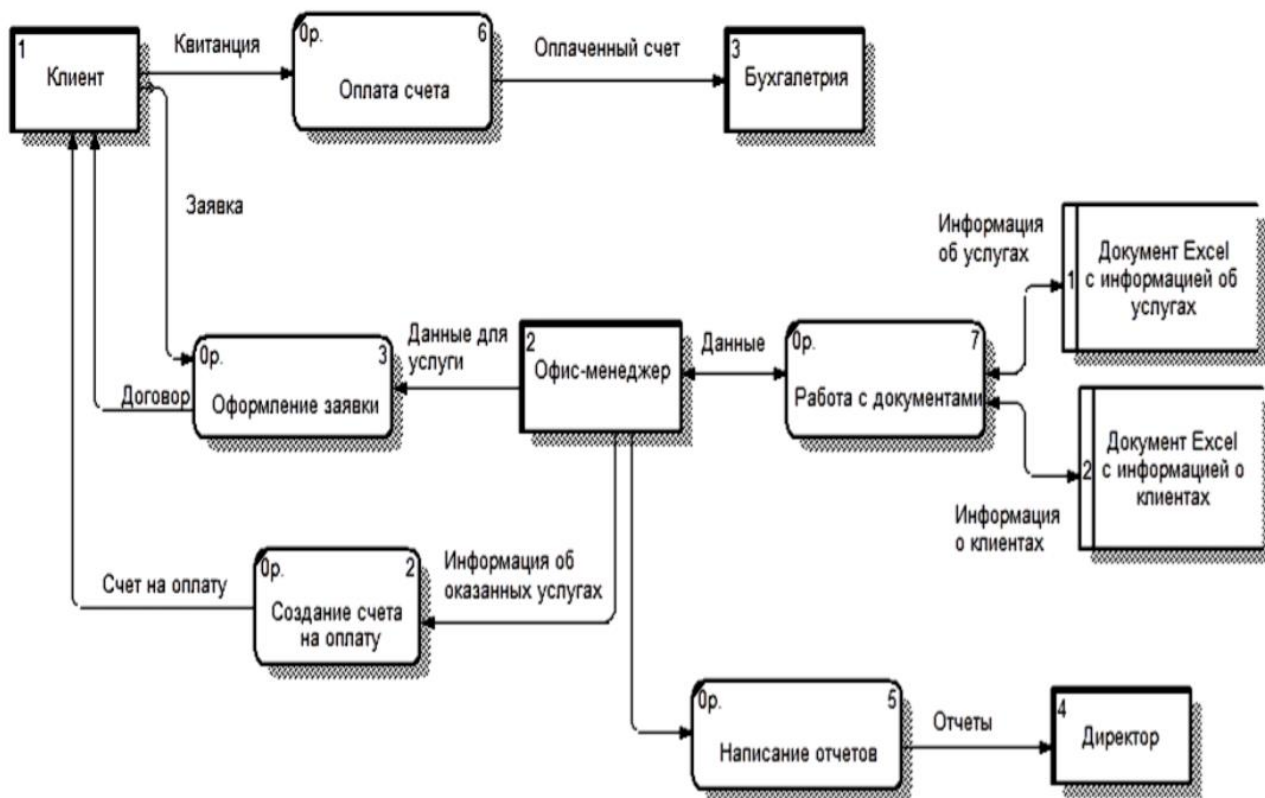 1
Клиент
Квитанция
0р.
6
Оплата счета
Оплаченный счет
3
Бухгалетрия
Заявка
Информация
об услугах
1
Документ Excel
с информацией об
услугах
0р.
3
Оформление заявки
Договор
Данные для
услуги
2
Офис-менеджер
Данные
0р.
7
Работа с документами
2
Документ Excel
с информацией о
клиентах
Информация
о клиентах
Счет на оплату
0р.
2
Создание счета
на оплату
Информация об
оказанных услугах
0р.
5
Написание отчетов
Отчеты
4
Директор